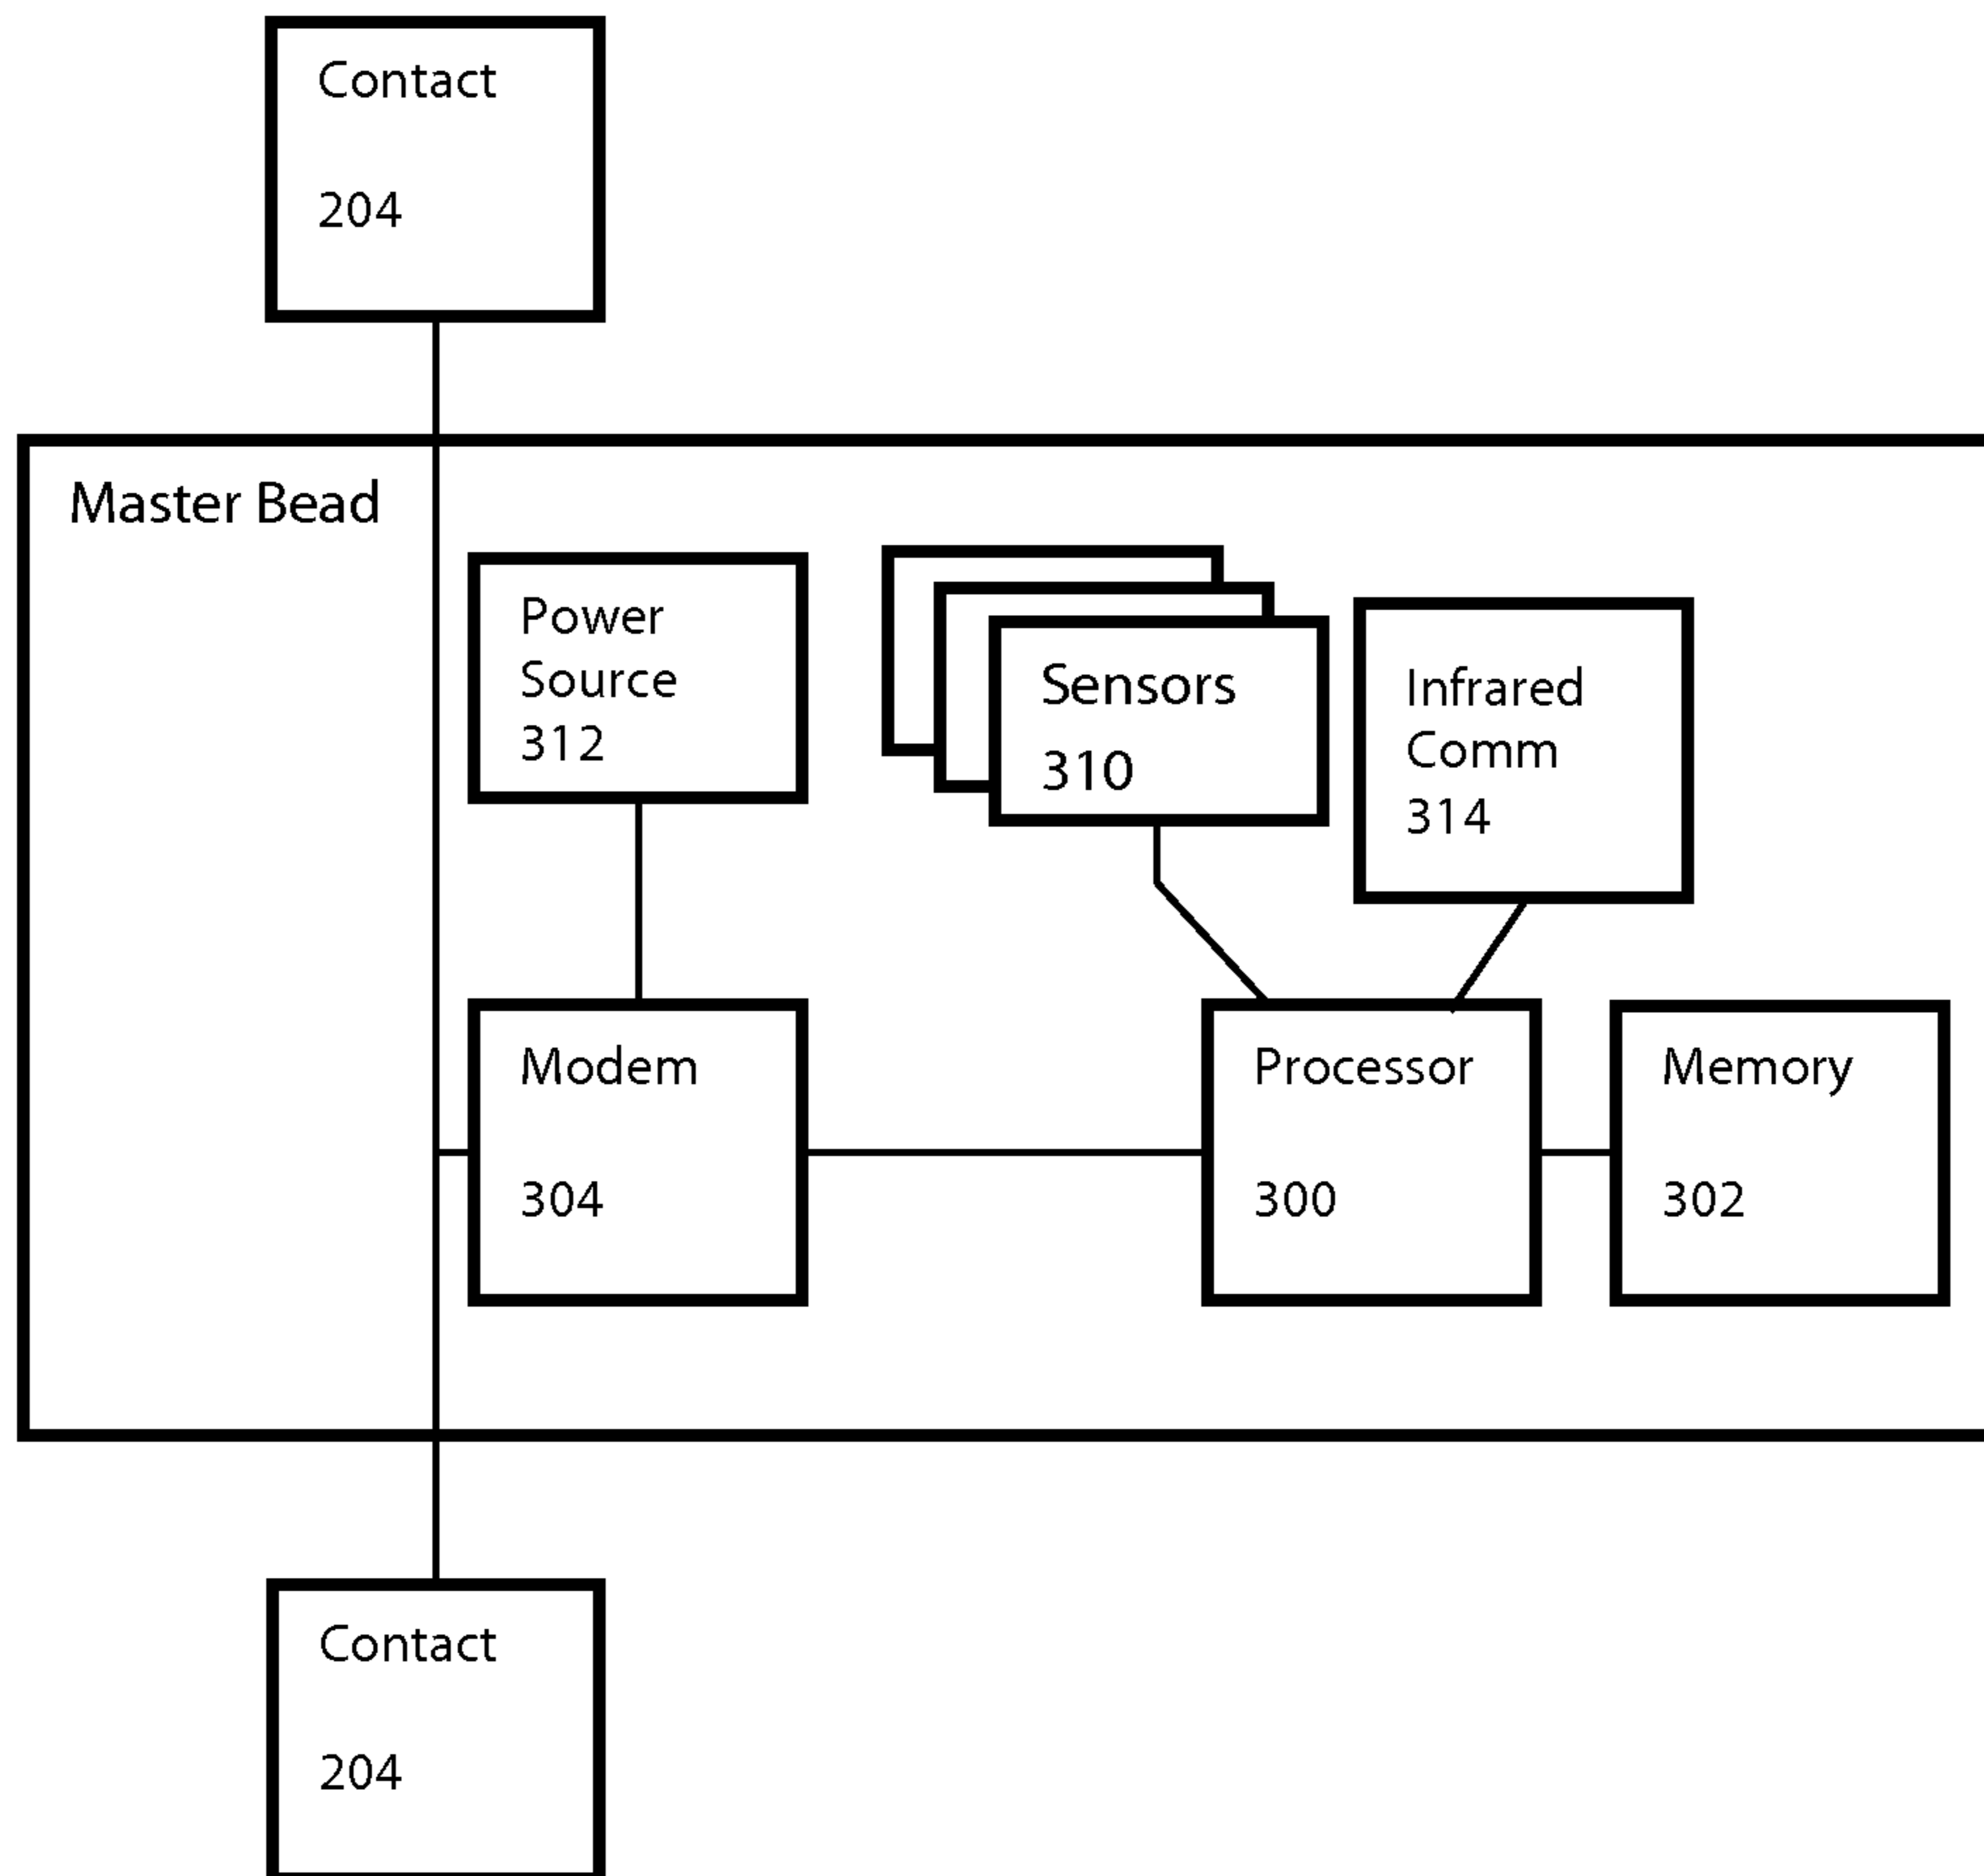 Contact
204
Master Bead
Power
Source
312
Sensors
310
Infrared
Comm
314
Modem
304
Processor
300
Memory
302
Contact
204